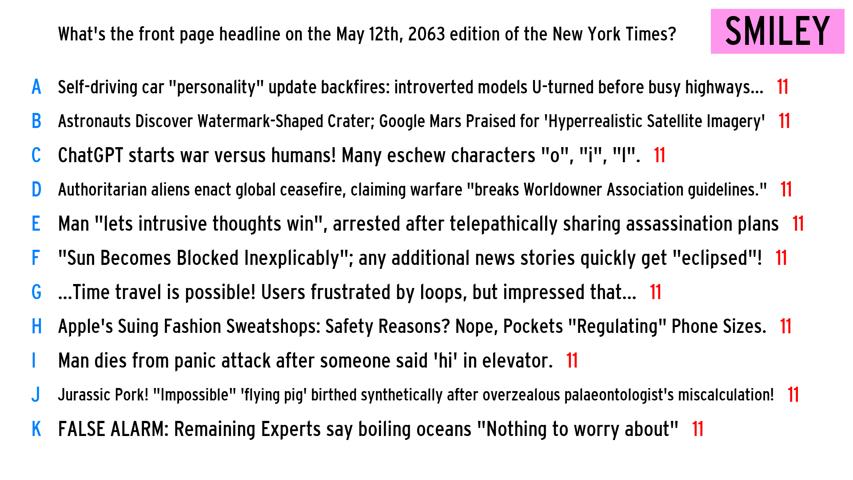 What's the front page headline on the May 12th, 2063 edition of the New York Times?
SMILEY
A Self-driving car "personality" update backfires: introverted models U-turned before busy highways... 11
B Astronauts Discover Watermark-Shaped Crater; Google Mars Praised for 'Hyperrealistic Satellite Imagery' 11
C ChatGPT starts war versus humans! Many eschew characters "o", "i", "l". 11
D Authoritarian aliens enact global ceasefire, claiming warfare "breaks Worldowner Association guidelines." 11
E Man "lets intrusive thoughts win", arrested after telepathically sharing assassination plans 11
F "Sun Becomes Blocked Inexplicably"; any additional news stories quickly get "eclipsed"! 11
G ...Time travel is possible! Users frustrated by loops, but impressed that... 11
H Apple's Suing Fashion Sweatshops: Safety Reasons? Nope, Pockets "Regulating" Phone Sizes. 11
I Man dies from panic attack after someone said 'hi' in elevator. 11
J Jurassic Pork! "Impossible" 'flying pig' birthed synthetically after overzealous palaeontologist's miscalculation! 11
K FALSE ALARM: Remaining Experts say boiling oceans "Nothing to worry about" 11